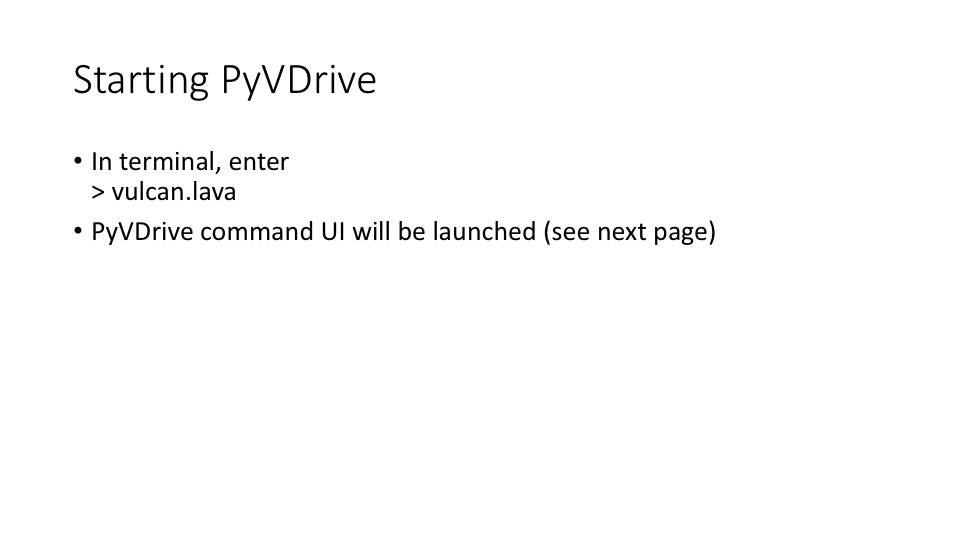 Starting PyVDrive
• In terminal, enter
> vulcan.lava
• PyVDrive command UI will be launched (see next page)